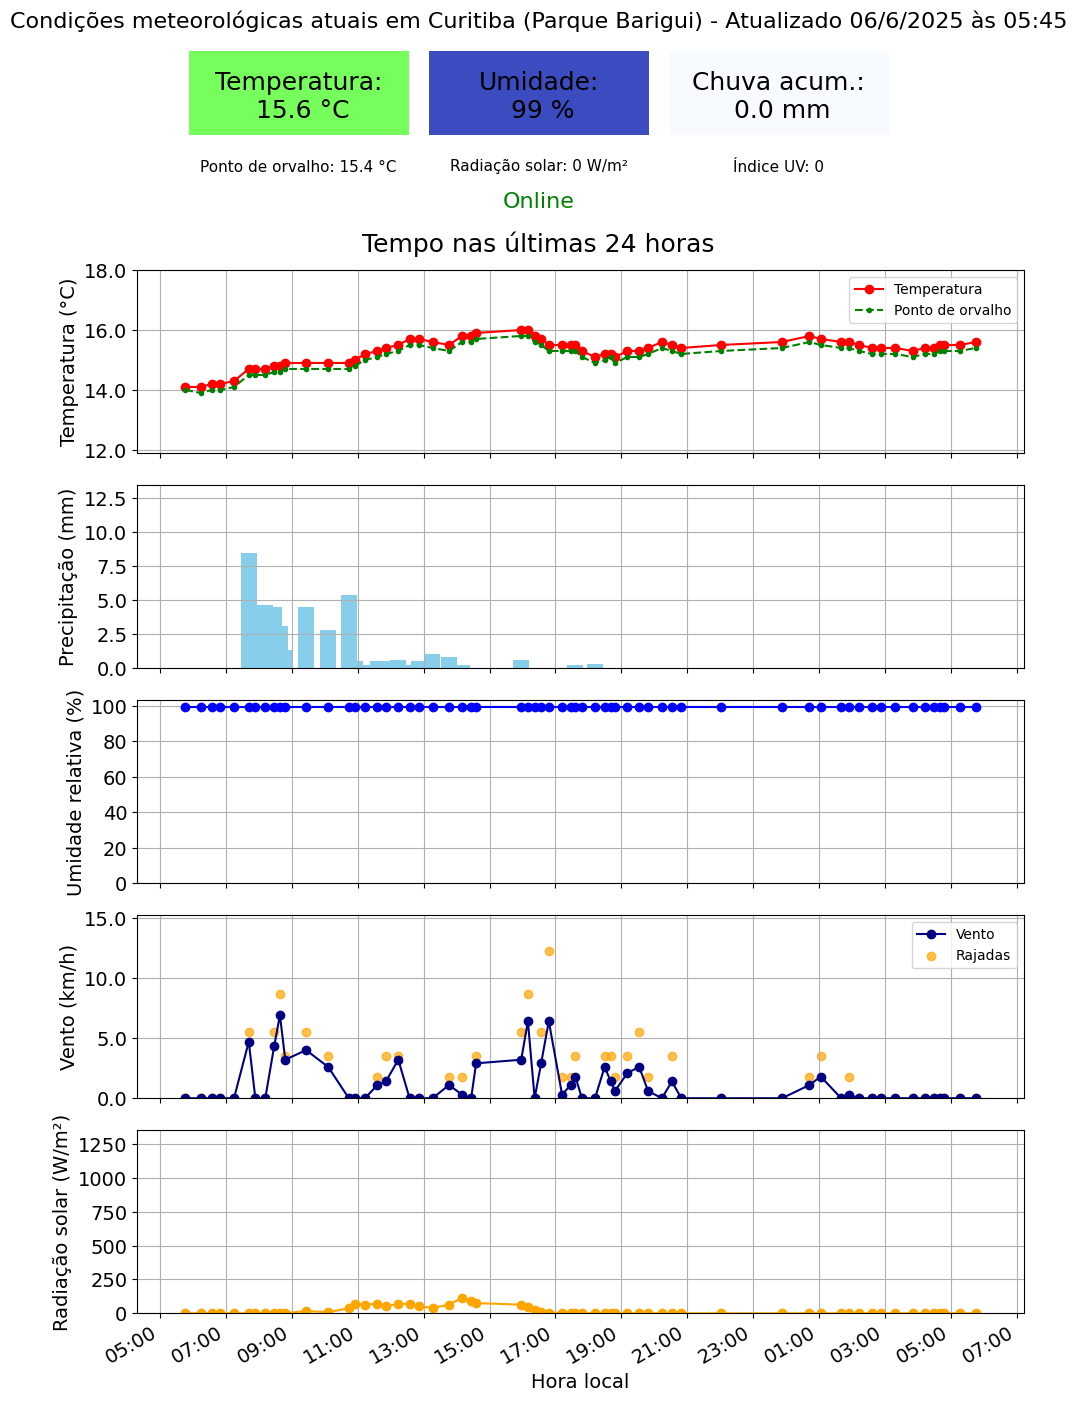 Condições meteorológicas atuais em Curitiba (Parque Barigui) - Atualizado 06/6/2025 às 05:45
Temperatura:
15.6 °C
Umidade:
99 %
Chuva acum.:
0.0 mm
Ponto de orvalho: 15.4 °C
Radiação solar: 0 W/m²
Índice UV: 0
Online
Tempo nas últimas 24 horas
Temperatura (°C)
18.0
16.0
14.0
12.0
Temperatura
Ponto de orvalho
Precipitação (mm)
12.5
10.0
7.5
5.0
2.5
0.0
Umidade relativa (%)
100
80
60
40
20
0
Vento (km/h)
15.0
10.0
5.0
0.0
Vento
Rajadas
Radiação solar (W/m²)
1250
1000
750
500
250
0
05:00
07:00
09:00
11:00
13:00
15:00
17:00
19:00
21:00
23:00
01:00
03:00
05:00
07:00
Hora local